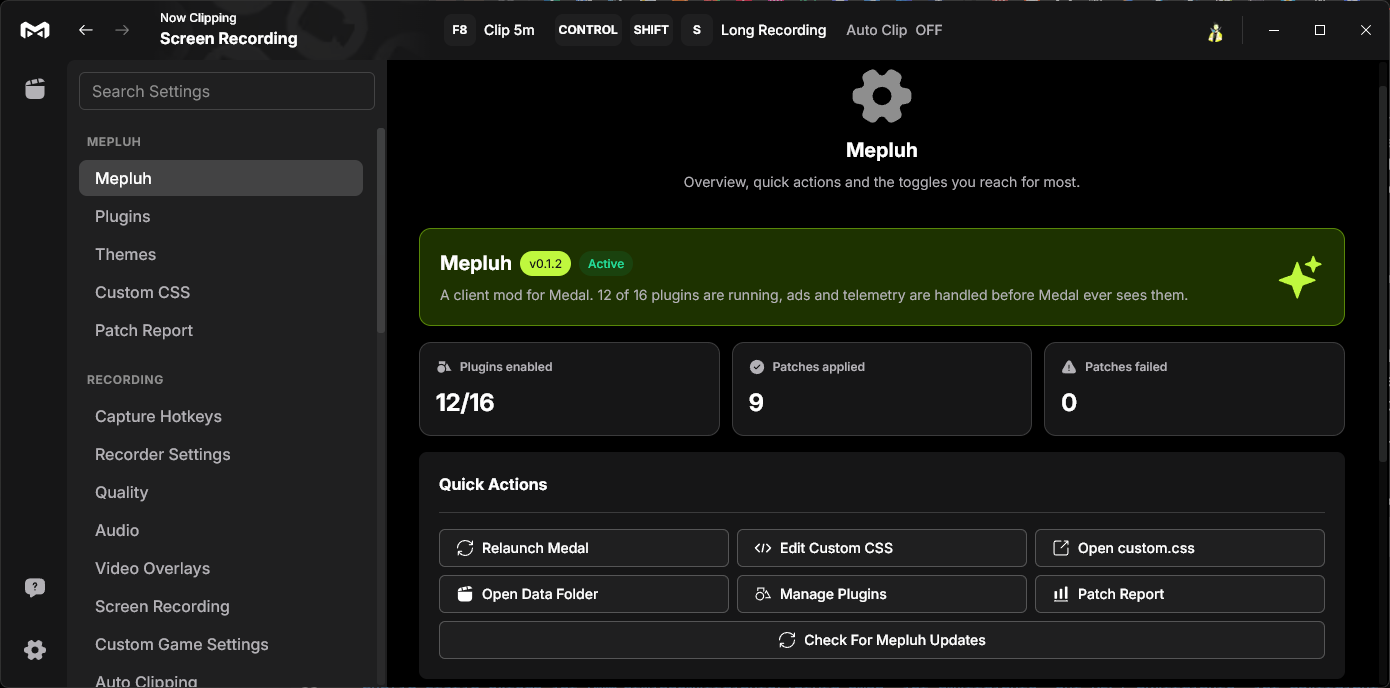 Now Clipping
Screen Recording
F8 Clip 5m CONTROL SHIFT S Long Recording Auto Clip OFF
Search Settings
MEPLUH
Mepluh
Plugins
Themes
Custom CSS
Patch Report
RECORDING
Capture Hotkeys
Recorder Settings
Quality
Audio
Video Overlays
Screen Recording
Custom Game Settings
Auto Clipping
Mepluh
Overview, quick actions and the toggles you reach for most.
Mepluh v0.1.2 Active
A client mod for Medal. 12 of 16 plugins are running, ads and telemetry are handled before Medal ever sees them.
Plugins enabled
12/16
Patches applied
9
Patches failed
0
Quick Actions
Relaunch Medal
Edit Custom CSS
Open custom.css
Open Data Folder
Manage Plugins
Patch Report
Check For Mepluh Updates